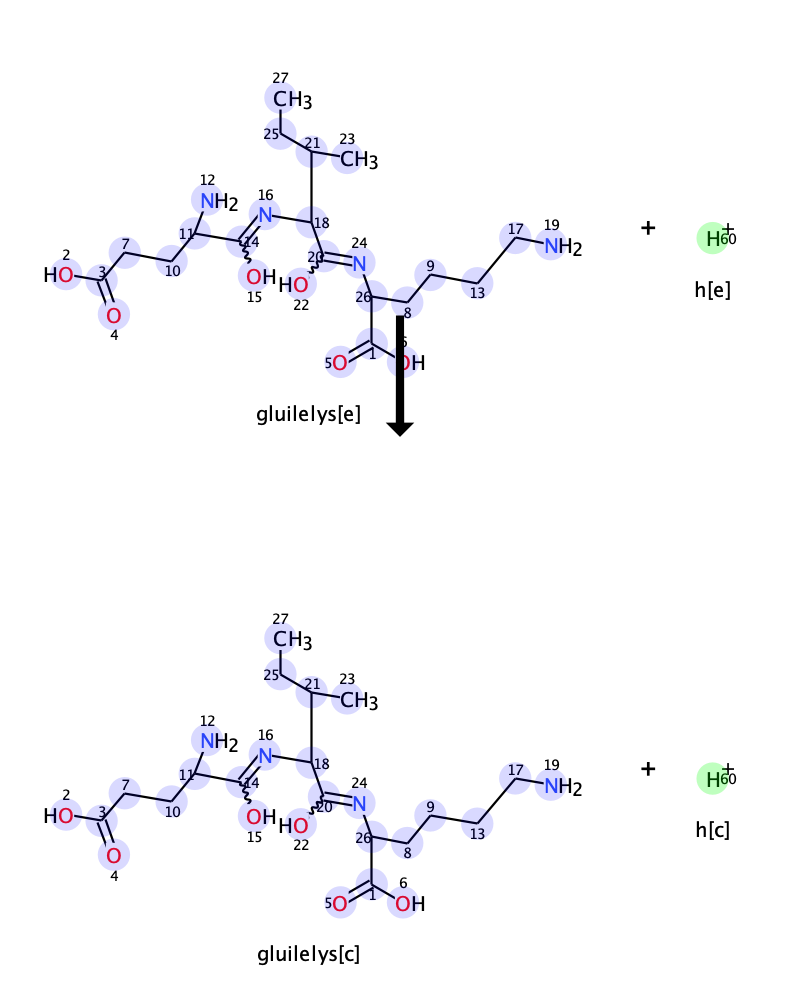 27
CH3
25
21
23
CH3
12
NH2
16
N
18
11
14
7
2
HO
3
10
OH
15
O
4
20
24
N
HO
22
26
8
9
13
17
19
NH2
+
H+
60
h[e]
5
O
1
6
OH
gluilelys[e]
27
CH3
25
21
23
CH3
12
NH2
16
N
18
11
14
7
2
HO
3
10
OH
15
O
4
20
24
N
HO
22
26
8
9
13
17
19
NH2
+
H+
60
h[c]
5
O
1
6
OH
gluilelys[c]